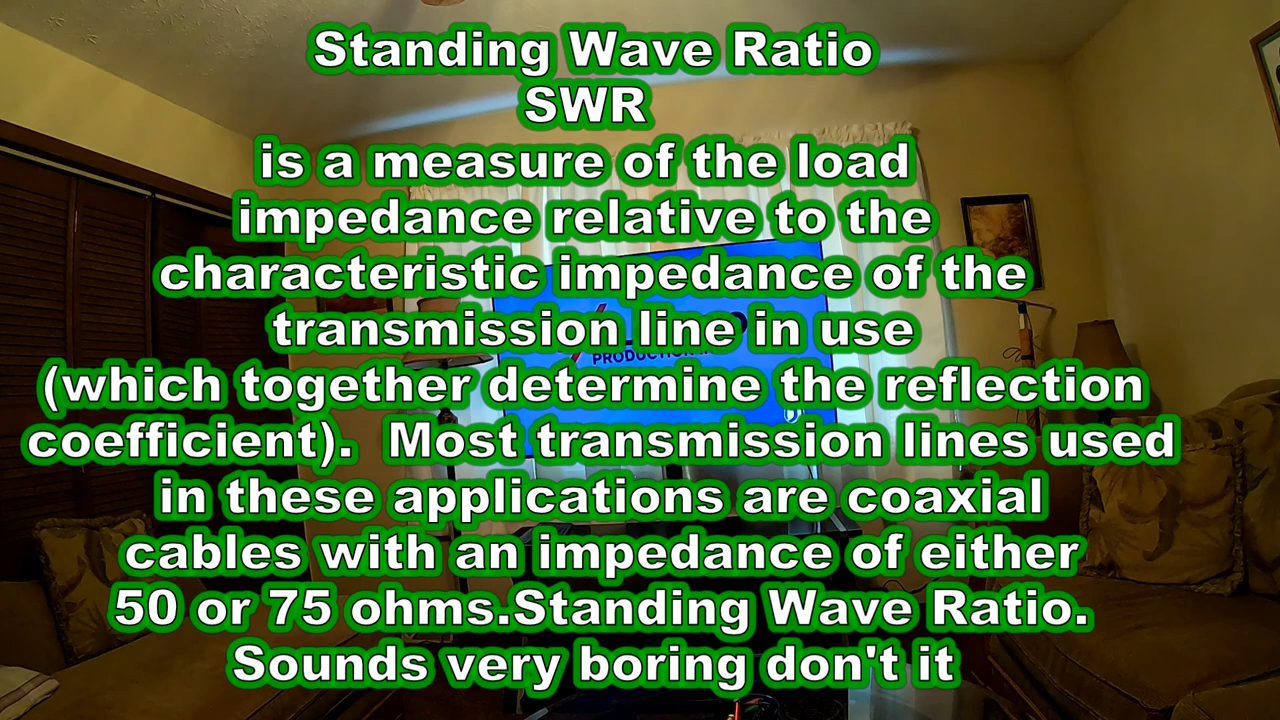 Standing Wave Ratio
SWR
is a measure of the load
impedance relative to the
characteristic impedance of the
transmission line in use
(which together determine the reflection
coefficient).  Most transmission lines used
in these applications are coaxial
cables with an impedance of either
50 or 75 ohms.Standing Wave Ratio.
Sounds very boring don't it